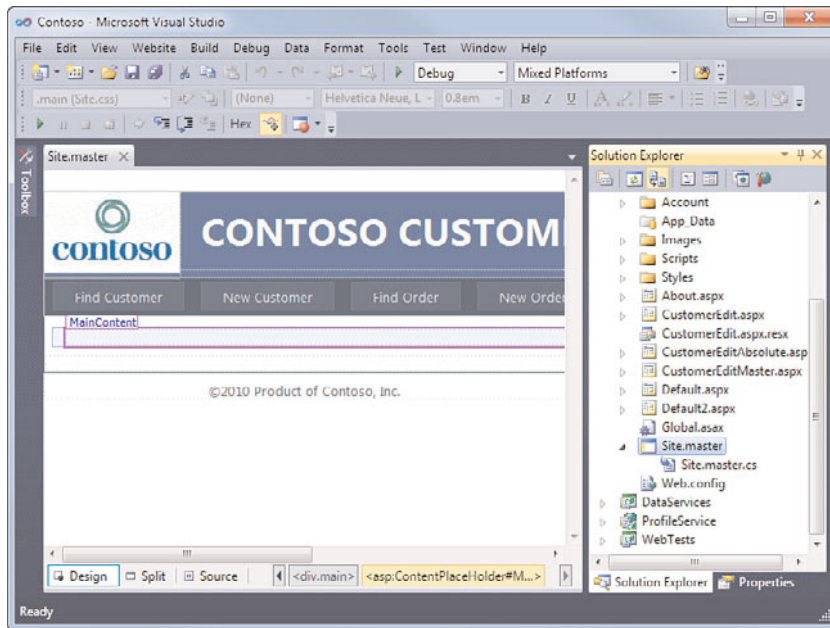 Contoso - Microsoft Visual Studio
File Edit View Website Build Debug Data Format Tools Test Window Help
Debug Mixed Platforms
.main (Site.css) (None) Helvetica Neue, L 0.8em B I U
Hex
Toolbox
Site.master
contoso
CONTOSO CUSTOM
Find Customer New Customer Find Order New Order
MainContent
©2010 Product of Contoso, Inc.
Design Split Source <div.main> <asp:ContentPlaceHolder#M...>
Solution Explorer
Account
App_Data
Images
Scripts
Styles
About.aspx
CustomerEdit.aspx
CustomerEdit.aspx.resx
CustomerEditAbsolute.asp
CustomerEditMaster.aspx
Default.aspx
Default2.aspx
Global.asax
Site.master
Site.master.cs
Web.config
DataServices
ProfileService
WebTests
Solution Explorer Properties
Ready